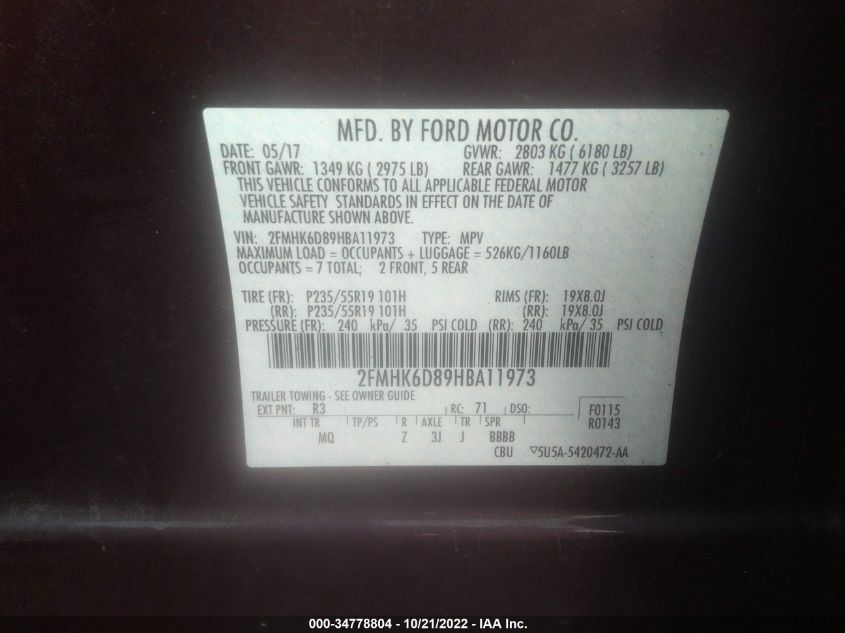 MFD. BY FORD MOTOR CO.
DATE: 05/17 GVWR: 2803 KG ( 6180 LB)
FRONT GAWR: 1349 KG ( 2975 LB) REAR GAWR: 1477 KG ( 3257 LB)
THIS VEHICLE CONFORMS TO ALL APPLICABLE FEDERAL MOTOR
VEHICLE SAFETY STANDARDS IN EFFECT ON THE DATE OF
MANUFACTURE SHOWN ABOVE.
VIN: 2FMHK6D89HBA11973 TYPE: MPV
MAXIMUM LOAD = OCCUPANTS + LUGGAGE = 526KG/1160LB
OCCUPANTS = 7 TOTAL; 2 FRONT, 5 REAR
TIRE (FR): P235/55R19 101H RIMS (FR): 19X8.0J
(RR): P235/55R19 101H (RR): 19X8.0J
PRESSURE (FR): 240 kPa/ 35 PSI COLD (RR): 240 kPa/ 35 PSI COLD
2FMHK6D89HBA11973
TRAILER TOWING - SEE OWNER GUIDE
EXT PNT: R3 RC: 71 DSO: F0115
INT TR TP/PS R AXLE TR SPR R0143
MQ Z 3J J BBBB
CBU ▽5U5A-5420472-AA
000-34778804 - 10/21/2022 - IAA Inc.